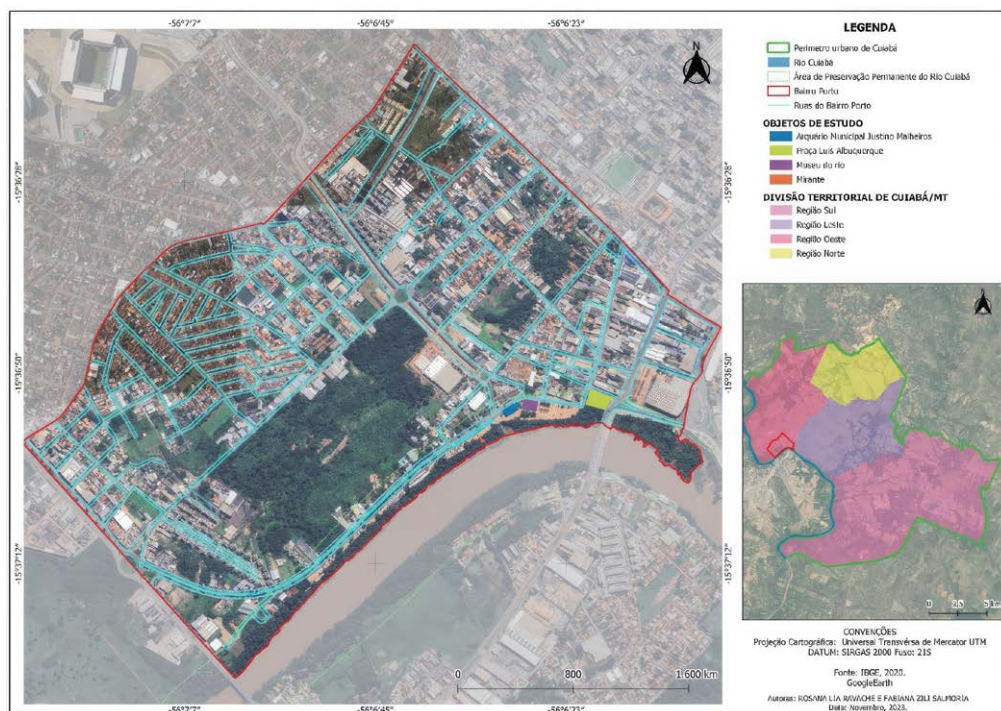 -56°7'7"
-56°6'45"
-56°6'23"
N
-15°36'28"
-15°36'28"
-15°36'50"
-15°36'50"
-15°37'12"
-15°37'12"
0 800 1.600 km
-56°7'7"
-56°6'45"
-56°6'23"
LEGENDA
Perímetro urbano de Cuiabá
Rio Cuiabá
Área de Preservação Permanente do Rio Cuiabá
Bairro Porto
Ruas do Bairro Porto
OBJETOS DE ESTUDO
Aquário Municipal Justino Malheiros
Praça Luís Albuquerque
Museu do rio
Mirante
DIVISÃO TERRITORIAL DE CUIABÁ/MT
Região Sul
Região Leste
Região Oeste
Região Norte
0 2,5 5 km
CONVENÇÕES
Projeção Cartográfica: Universal Transvérsa de Mercator UTM
DATUM: SIRGAS 2000 Fuso: 21S
Fonte: IBGE, 2020.
GoogleEarth
Autoras: ROSANA LIA RAVACHE E FABIANA ZILI SALMORIA
Data: Novembro, 2023.